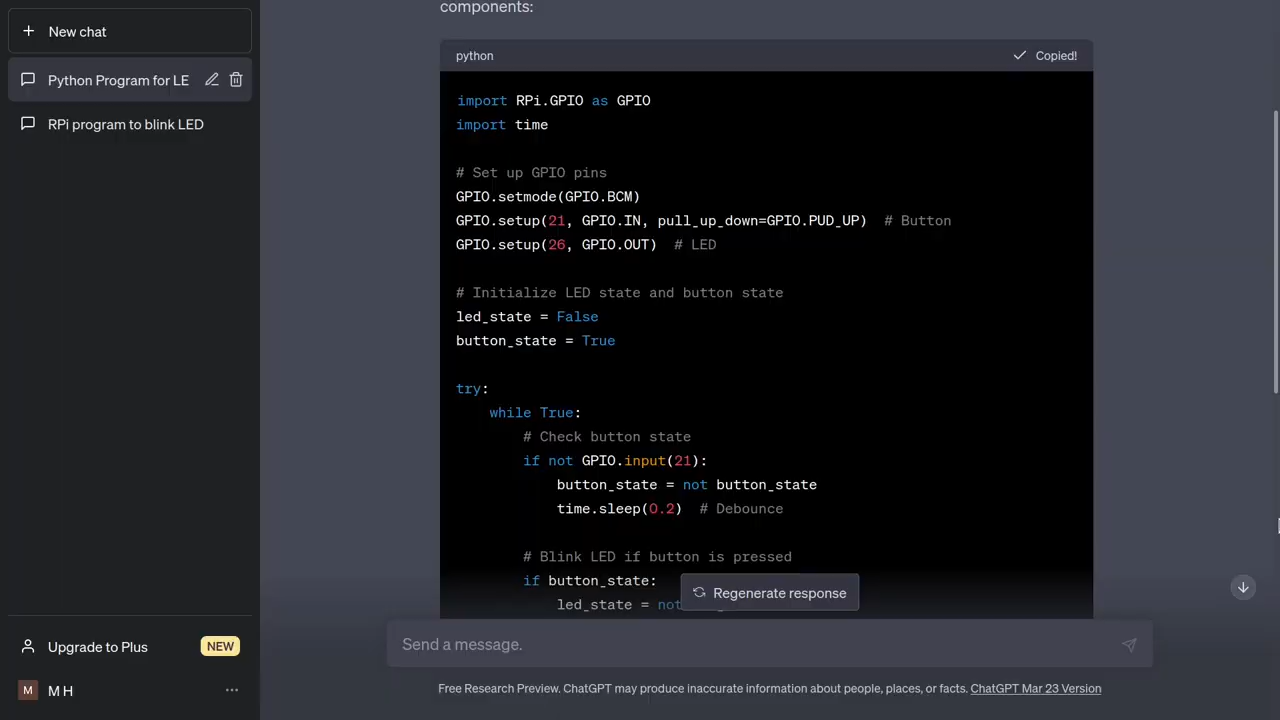 New chat
Python Program for LE
RPi program to blink LED
Upgrade to Plus
NEW
M
M H
components:
python
Copied!
import RPi.GPIO as GPIO
import time
# Set up GPIO pins
GPIO.setmode(GPIO.BCM)
GPIO.setup(21, GPIO.IN, pull_up_down=GPIO.PUD_UP)  # Button
GPIO.setup(26, GPIO.OUT)  # LED
# Initialize LED state and button state
led_state = False
button_state = True
try:
while True:
# Check button state
if not GPIO.input(21):
button_state = not button_state
time.sleep(0.2)  # Debounce
# Blink LED if button is pressed
if button_state:
led_state = not
Regenerate response
Send a message.
Free Research Preview. ChatGPT may produce inaccurate information about people, places, or facts. ChatGPT Mar 23 Version